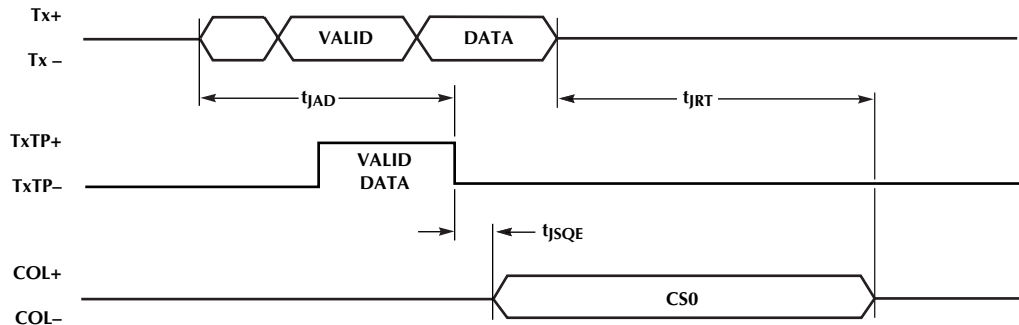 Tx+
VALID DATA
Tx –
tJAD
tJRT
TxTP+
VALID
DATA
TxTP–
tJSQE
COL+
CS0
COL–